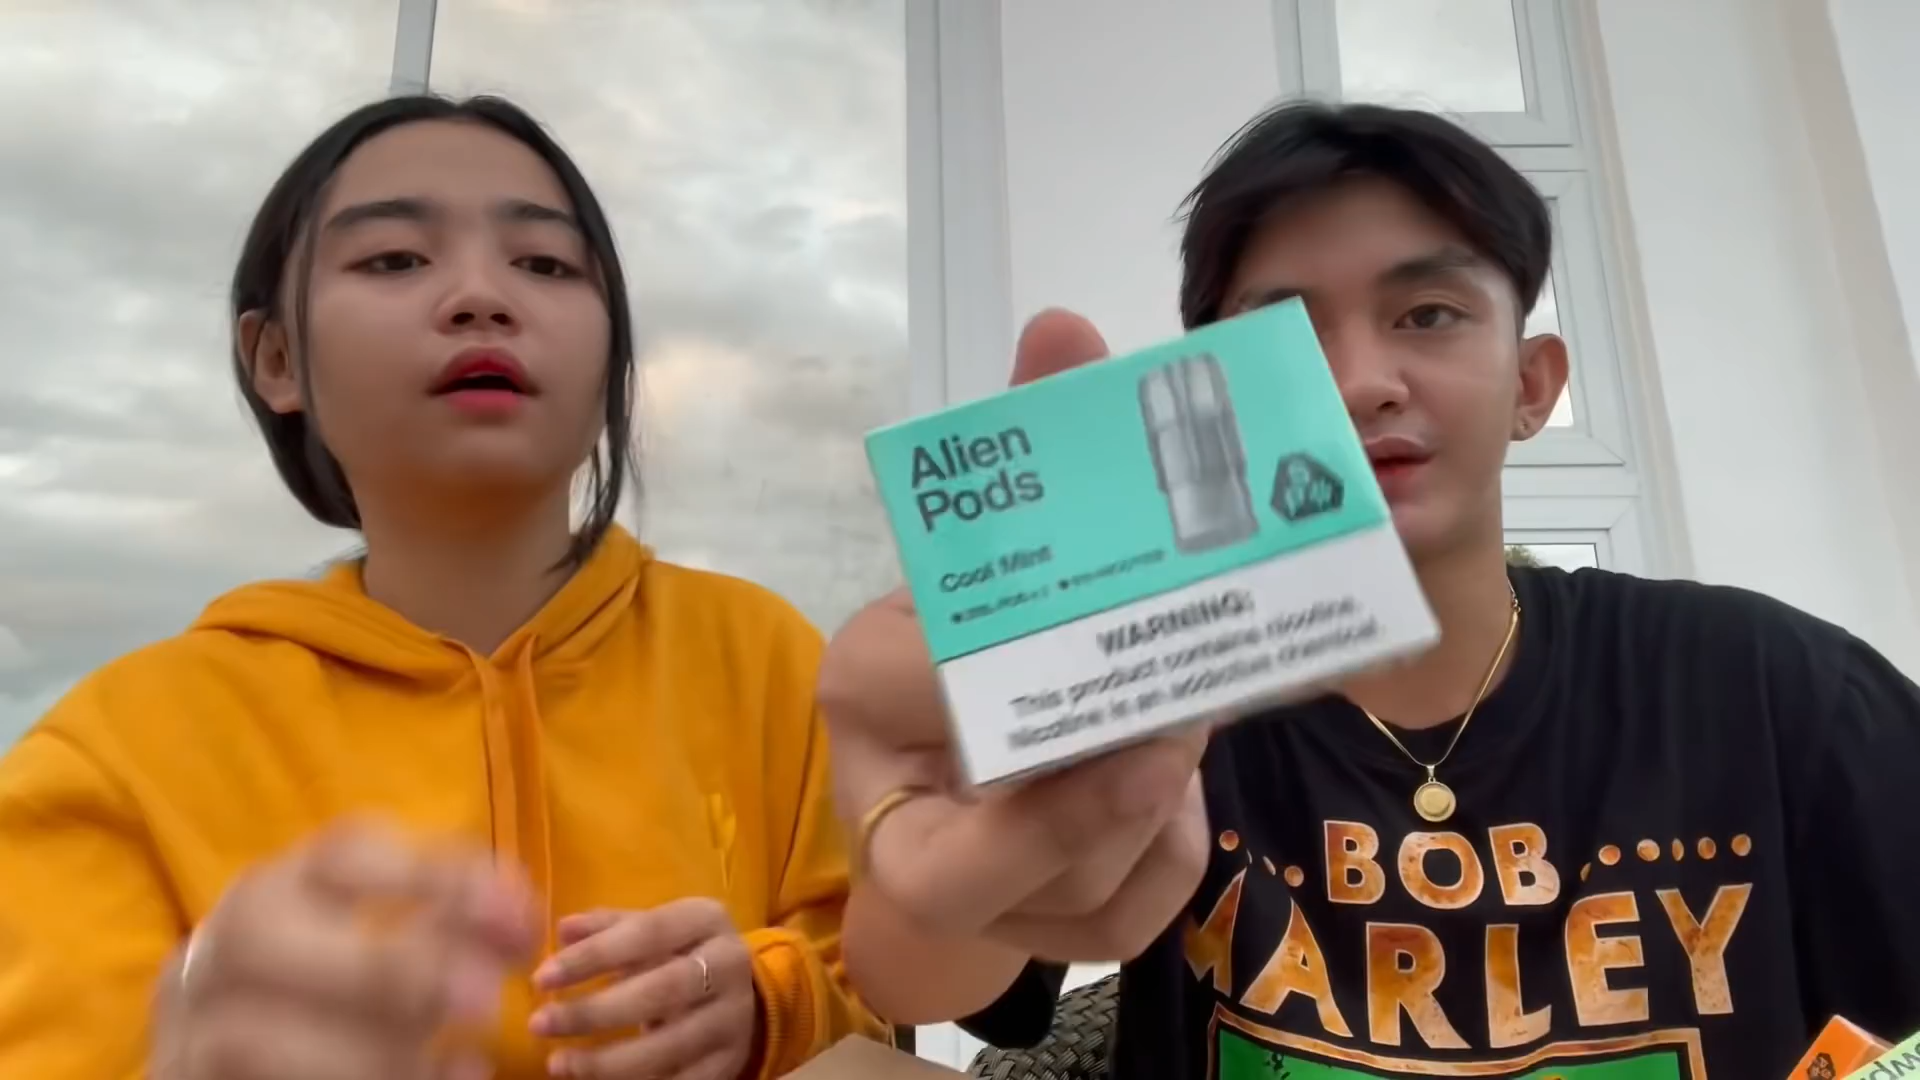 Alien
Pods
Cool Mint
WARNING:
This product contains nicotine.
Nicotine is an addictive chemical.
BOB
MARLEY